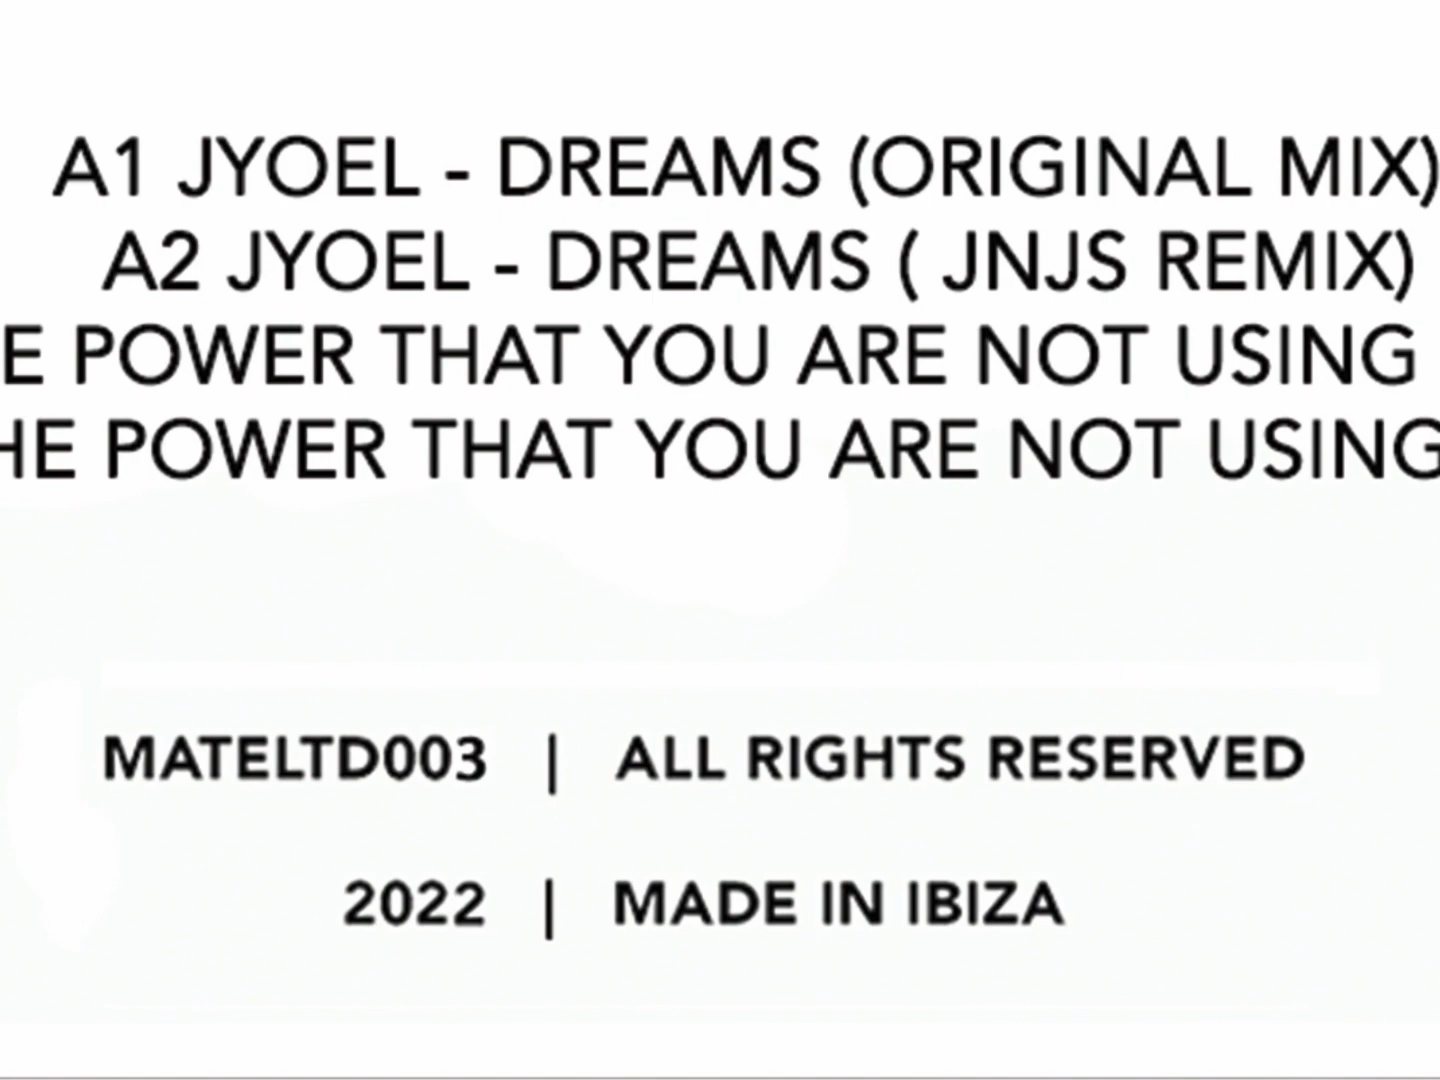 A1 JYOEL - DREAMS (ORIGINAL MIX)
A2 JYOEL - DREAMS ( JNJS REMIX)
E POWER THAT YOU ARE NOT USING
HE POWER THAT YOU ARE NOT USING
MATELTD003 | ALL RIGHTS RESERVED
2022 | MADE IN IBIZA